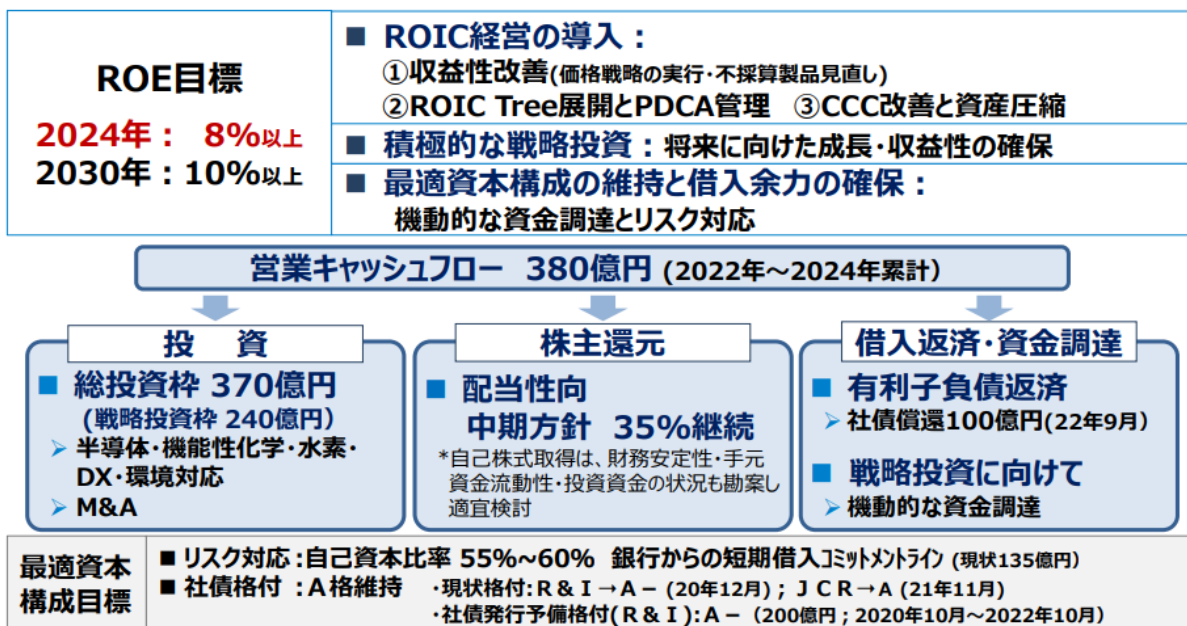 ROE目標
2024年： 8%以上
2030年：10%以上
■ ROIC経営の導入：
①収益性改善(価格戦略の実行・不採算製品見直し)
②ROIC Tree展開とPDCA管理 ③CCC改善と資産圧縮
■ 積極的な戦略投資：将来に向けた成長・収益性の確保
■ 最適資本構成の維持と借入余力の確保：
機動的な資金調達とリスク対応
営業キャッシュフロー 380億円 (2022年～2024年累計)
投 資
■ 総投資枠 370億円
(戦略投資枠 240億円)
➢ 半導体・機能性化学・水素・
DX・環境対応
➢ M&A
株主還元
■ 配当性向
中期方針 35%継続
*自己株式取得は、財務安定性・手元
資金流動性・投資資金の状況も勘案し
適宜検討
借入返済・資金調達
■ 有利子負債返済
➢ 社債償還100億円(22年9月)
■ 戦略投資に向けて
➢ 機動的な資金調達
最適資本
構成目標
■ リスク対応：自己資本比率 55%~60% 銀行からの短期借入コミットメントライン (現状135億円)
■ 社債格付 ：A格維持 ・現状格付：R＆I→A－ (20年12月)；JCR→A (21年11月)
・社債発行予備格付(R＆I)：A－ (200億円；2020年10月～2022年10月)